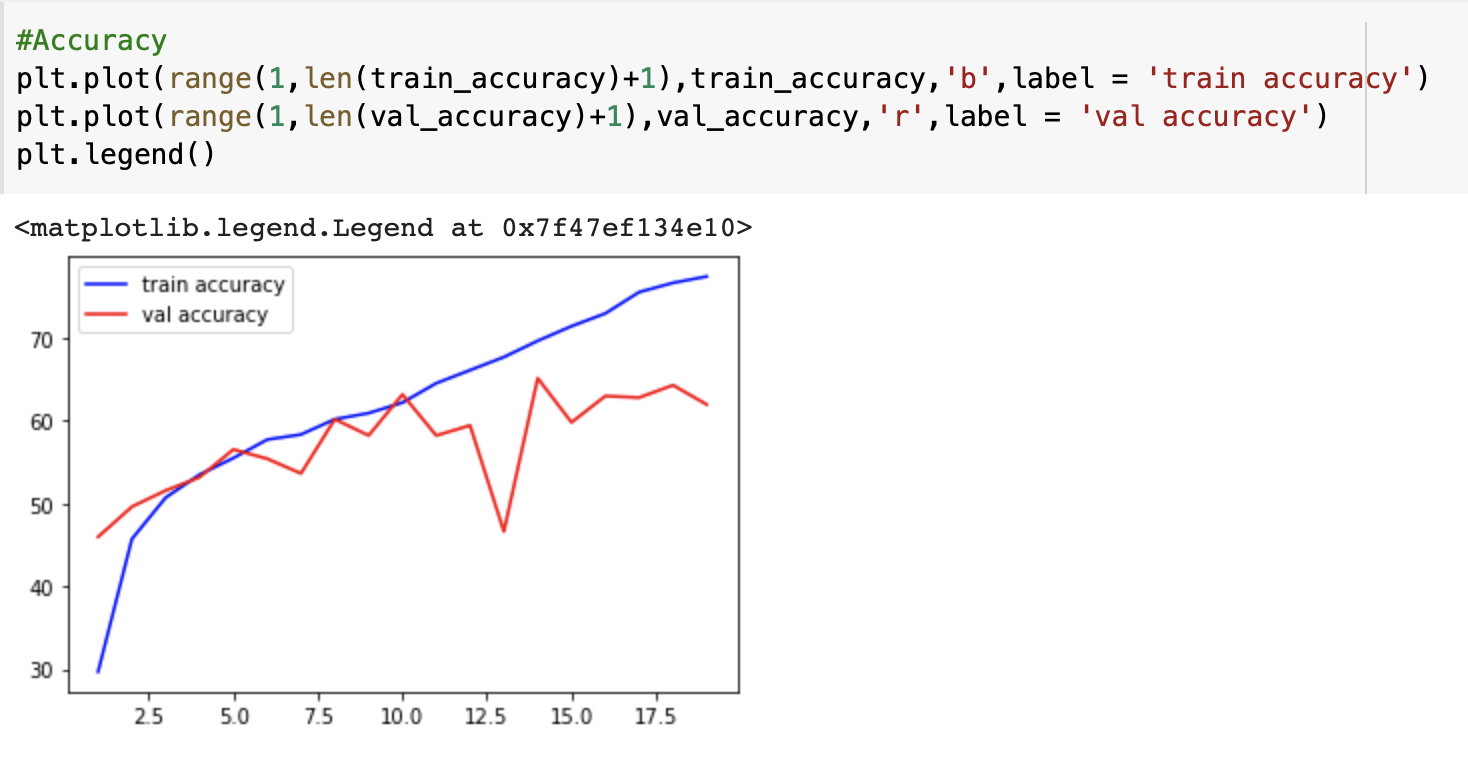 #Accuracy
plt.plot(range(1,len(train_accuracy)+1),train_accuracy,'b',label = 'train accuracy')
plt.plot(range(1,len(val_accuracy)+1),val_accuracy,'r',label = 'val accuracy')
plt.legend()
<matplotlib.legend.Legend at 0x7f47ef134e10>
train accuracy
val accuracy
70
60
50
40
30
2.5 5.0 7.5 10.0 12.5 15.0 17.5